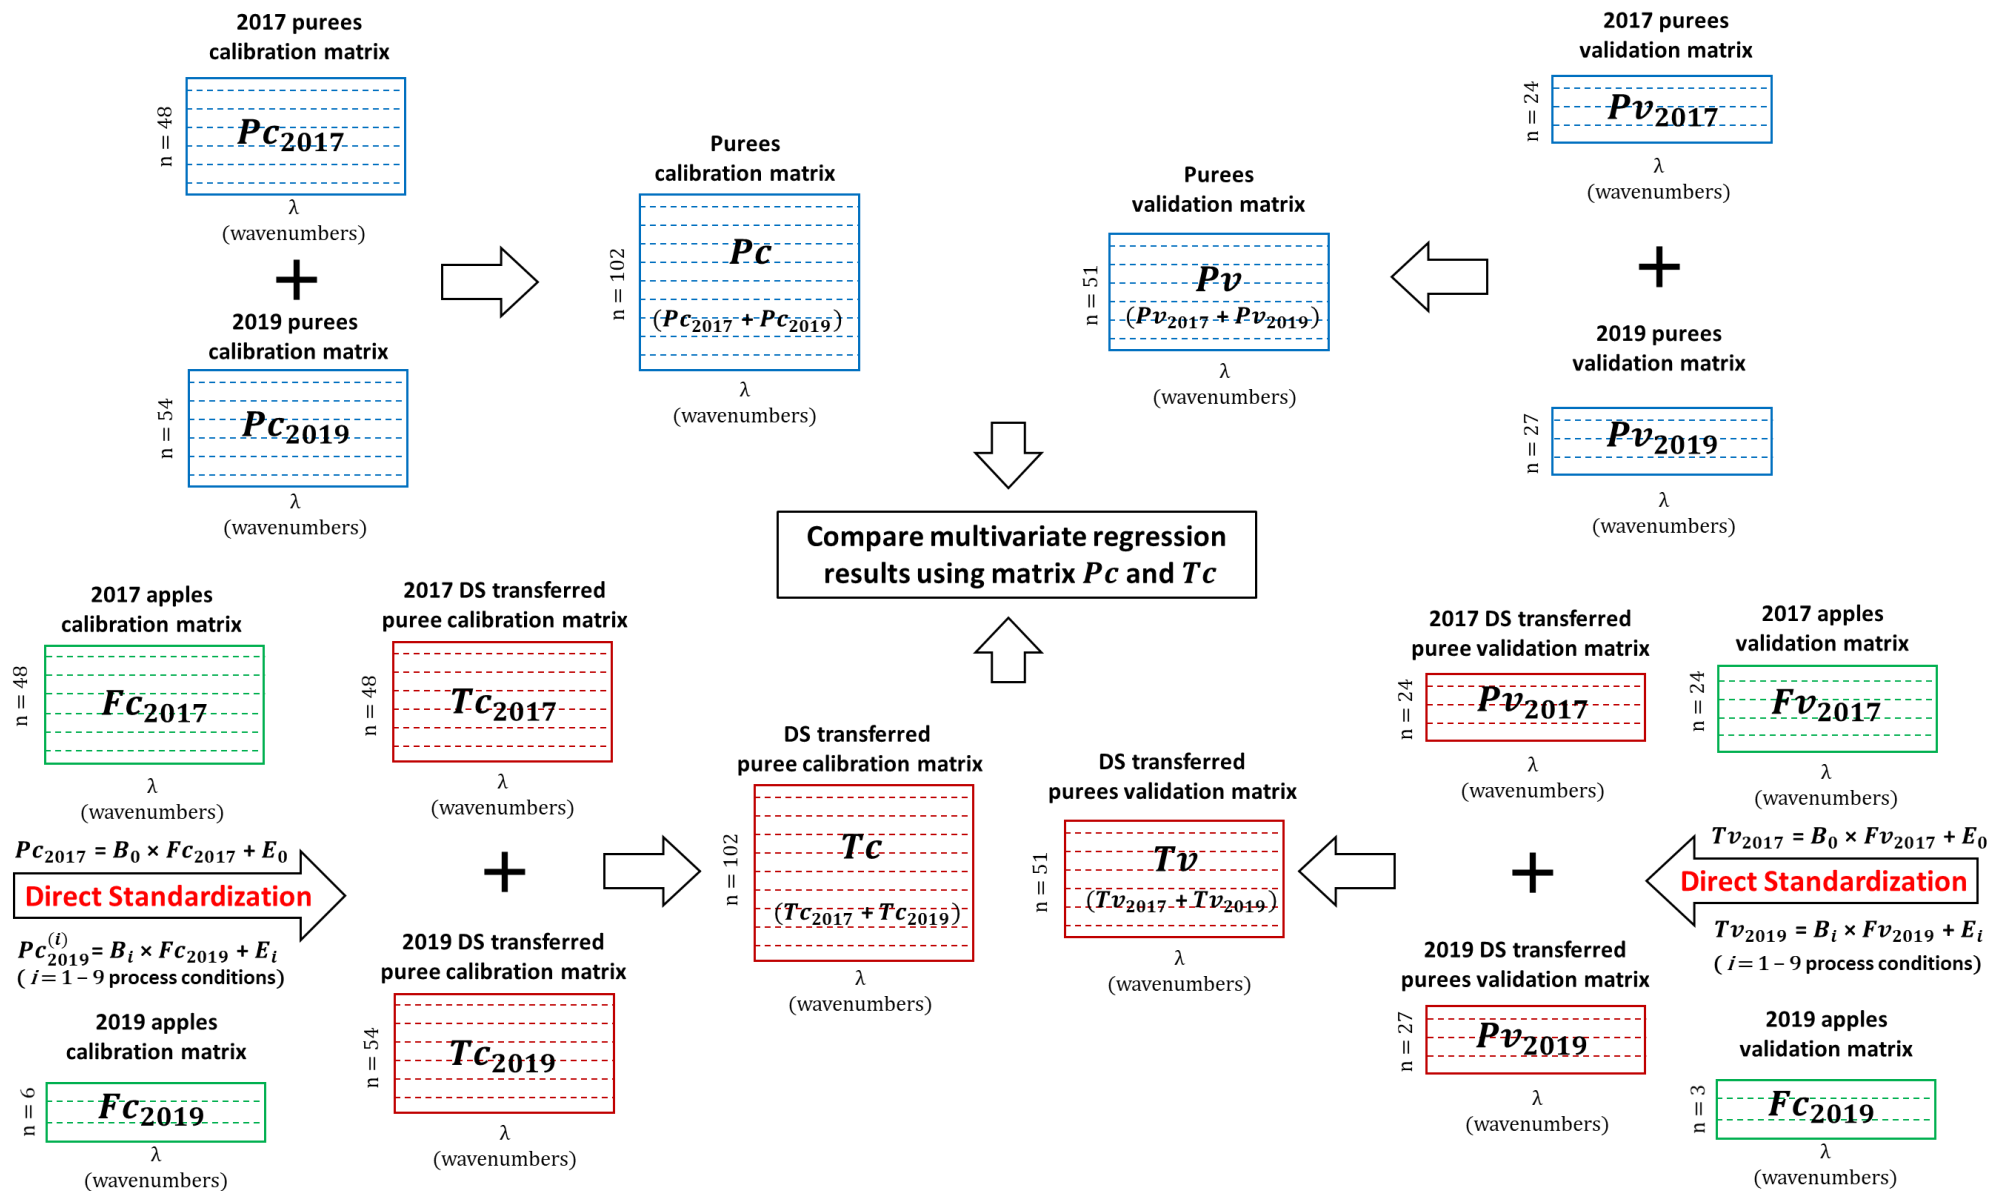 2017 purees
calibration matrix
n = 48
Pc₂₀₁₇
λ
(wavenumbers)
+
2019 purees
calibration matrix
n = 54
Pc₂₀₁₉
λ
(wavenumbers)
Purees
calibration matrix
n = 102
Pc
(Pc₂₀₁₇ + Pc₂₀₁₉)
λ
(wavenumbers)
Purees
validation matrix
n = 51
Pv
(Pv₂₀₁₇ + Pv₂₀₁₉)
λ
(wavenumbers)
2017 purees
validation matrix
n = 24
Pv₂₀₁₇
λ
(wavenumbers)
+
2019 purees
validation matrix
n = 27
Pv₂₀₁₉
λ
(wavenumbers)
Compare multivariate regression
results using matrix Pc and Tc
2017 apples
calibration matrix
n = 48
Fc₂₀₁₇
λ
(wavenumbers)
Pc₂₀₁₇ = B₀ × Fc₂₀₁₇ + E₀
Direct Standardization
Pc₂₀₁₉⁽ⁱ⁾ = Bᵢ × Fc₂₀₁₉ + Eᵢ
( i = 1 – 9 process conditions)
2019 apples
calibration matrix
n = 6
Fc₂₀₁₉
λ
(wavenumbers)
2017 DS transferred
puree calibration matrix
n = 48
Tc₂₀₁₇
λ
(wavenumbers)
+
2019 DS transferred
puree calibration matrix
n = 54
Tc₂₀₁₉
λ
(wavenumbers)
DS transferred
puree calibration matrix
n = 102
Tc
(Tc₂₀₁₇ + Tc₂₀₁₉)
λ
(wavenumbers)
DS transferred
purees validation matrix
n = 51
Tv
(Tv₂₀₁₇ + Tv₂₀₁₉)
λ
(wavenumbers)
2017 DS transferred
puree validation matrix
n = 24
Pv₂₀₁₇
λ
(wavenumbers)
+
2019 DS transferred
purees validation matrix
n = 27
Pv₂₀₁₉
λ
(wavenumbers)
2017 apples
validation matrix
n = 24
Fv₂₀₁₇
λ
(wavenumbers)
Tv₂₀₁₇ = B₀ × Fv₂₀₁₇ + E₀
Direct Standardization
Tv₂₀₁₉ = Bᵢ × Fv₂₀₁₉ + Eᵢ
( i = 1 – 9 process conditions)
2019 apples
validation matrix
n = 3
Fc₂₀₁₉
λ
(wavenumbers)